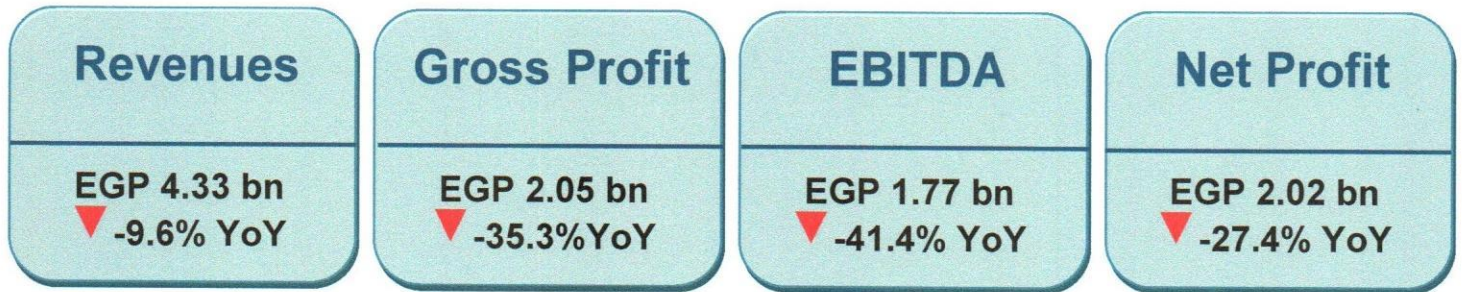 Revenues
EGP 4.33 bn
-9.6% YoY
Gross Profit
EGP 2.05 bn
-35.3%YoY
EBITDA
EGP 1.77 bn
-41.4% YoY
Net Profit
EGP 2.02 bn
-27.4% YoY